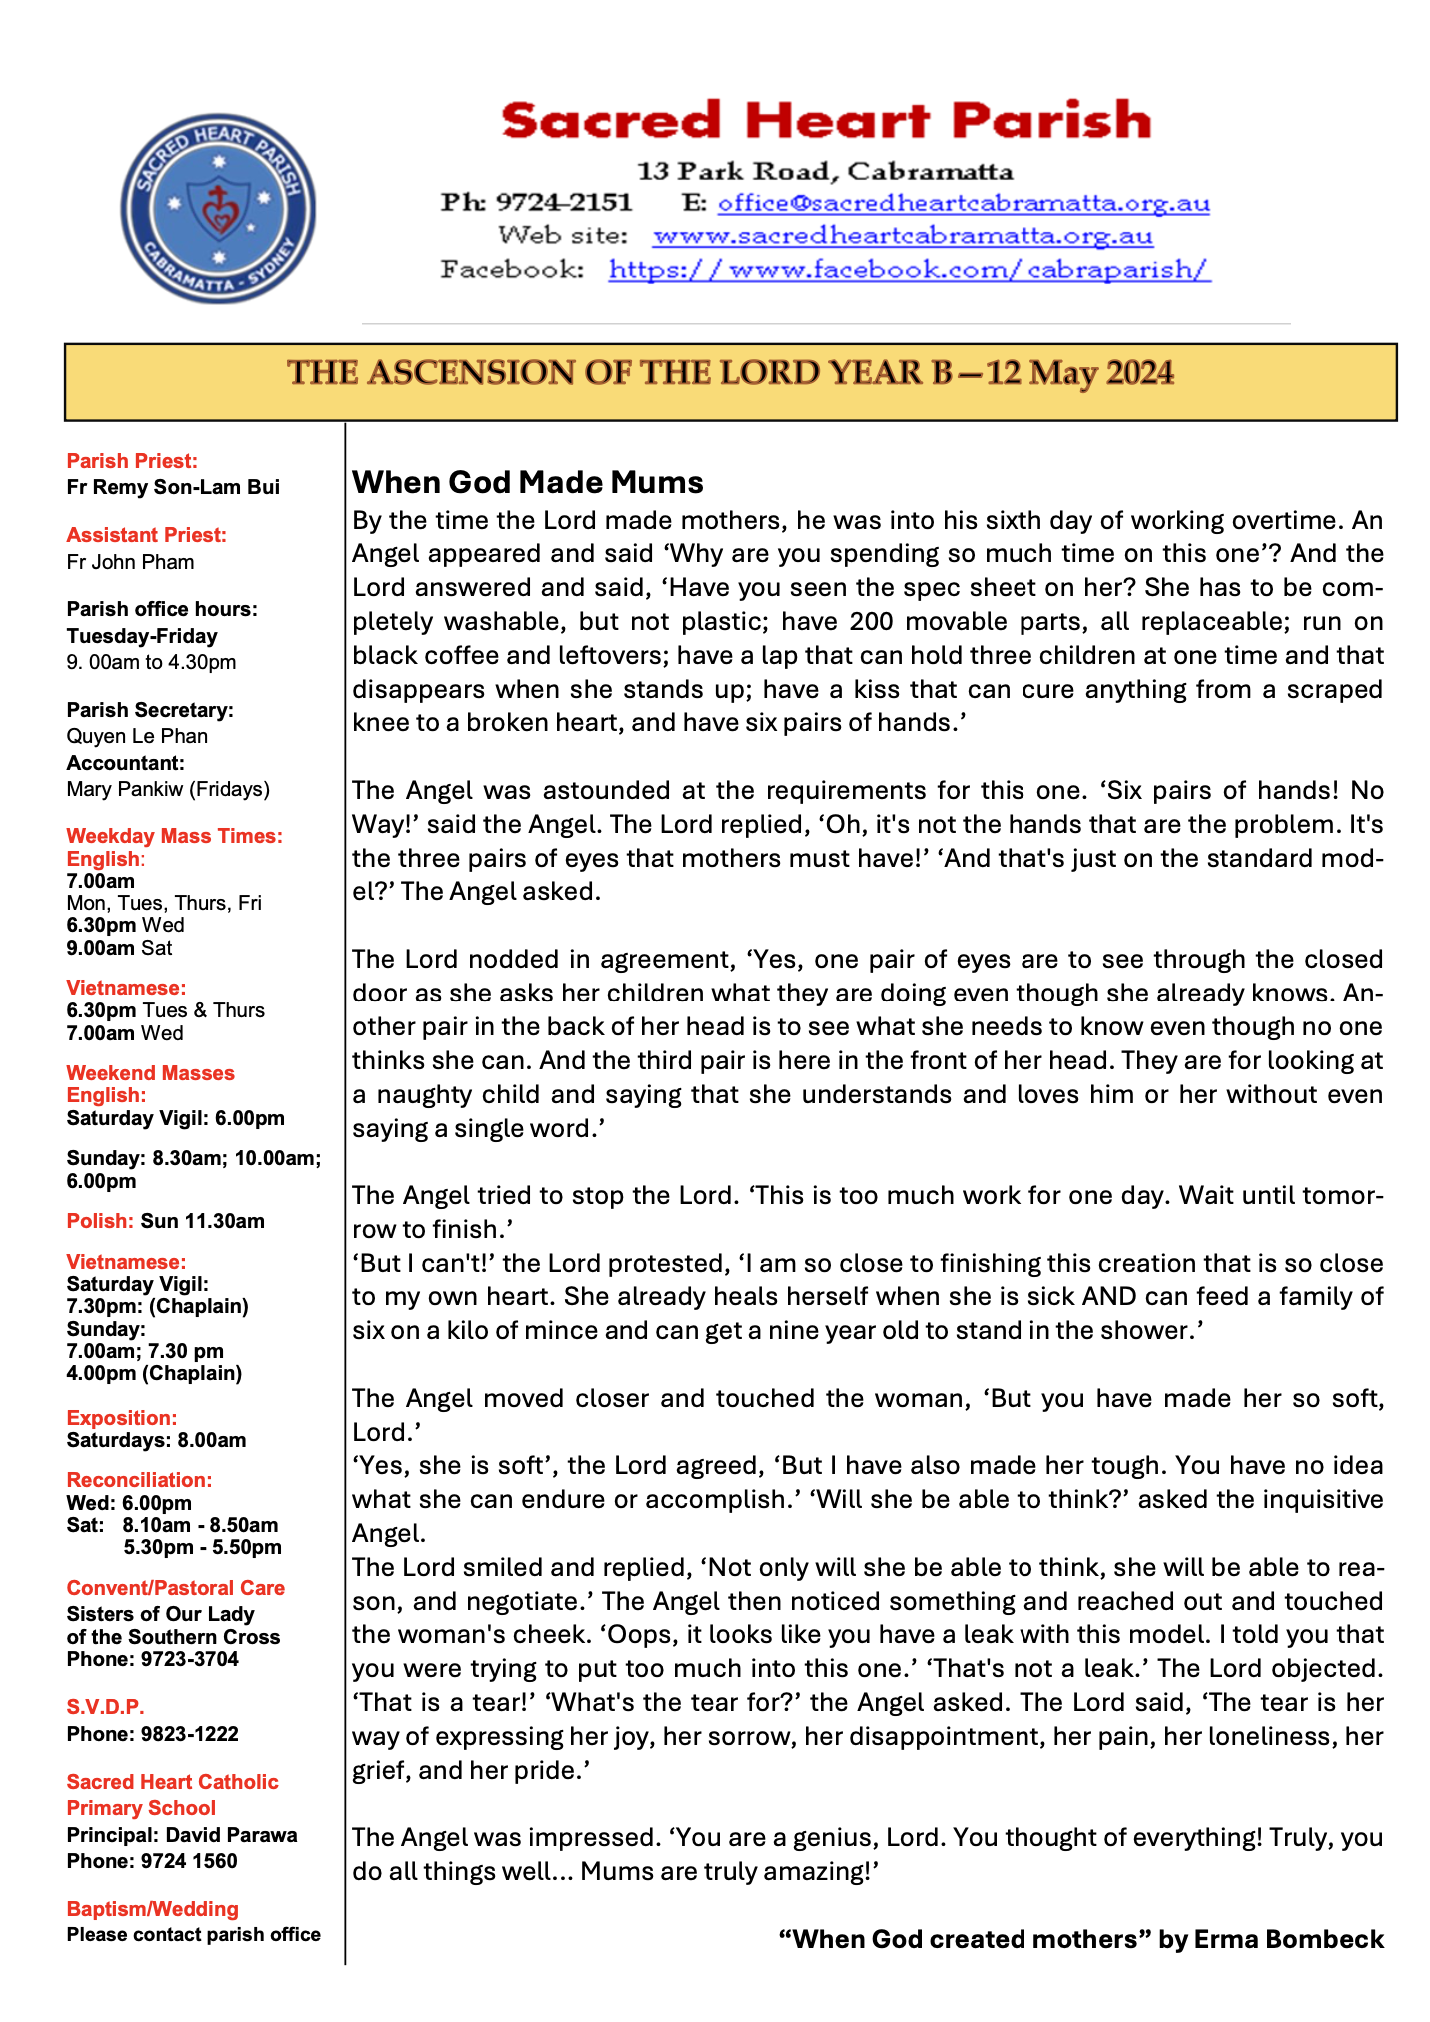 SACRED HEART PARISH
CABRAMATTA - SYDNEY
Sacred Heart Parish
13 Park Road, Cabramatta
Ph: 9724-2151 E: office@sacredheartcabramatta.org.au
Web site: www.sacredheartcabramatta.org.au
Facebook: https://www.facebook.com/cabraparish/
THE ASCENSION OF THE LORD YEAR B—12 May 2024
Parish Priest:
Fr Remy Son-Lam Bui
Assistant Priest:
Fr John Pham
Parish office hours:
Tuesday-Friday
9. 00am to 4.30pm
Parish Secretary:
Quyen Le Phan
Accountant:
Mary Pankiw (Fridays)
Weekday Mass Times:
English:
7.00am
Mon, Tues, Thurs, Fri
6.30pm Wed
9.00am Sat
Vietnamese:
6.30pm Tues & Thurs
7.00am Wed
Weekend Masses
English:
Saturday Vigil: 6.00pm
Sunday: 8.30am; 10.00am;
6.00pm
Polish: Sun 11.30am
Vietnamese:
Saturday Vigil:
7.30pm: (Chaplain)
Sunday:
7.00am; 7.30 pm
4.00pm (Chaplain)
Exposition:
Saturdays: 8.00am
Reconciliation:
Wed: 6.00pm
Sat: 8.10am - 8.50am
5.30pm - 5.50pm
Convent/Pastoral Care
Sisters of Our Lady
of the Southern Cross
Phone: 9723-3704
S.V.D.P.
Phone: 9823-1222
Sacred Heart Catholic
Primary School
Principal: David Parawa
Phone: 9724 1560
Baptism/Wedding
Please contact parish office
When God Made Mums
By the time the Lord made mothers, he was into his sixth day of working overtime. An
Angel appeared and said ‘Why are you spending so much time on this one’? And the
Lord answered and said, ‘Have you seen the spec sheet on her? She has to be com-
pletely washable, but not plastic; have 200 movable parts, all replaceable; run on
black coffee and leftovers; have a lap that can hold three children at one time and that
disappears when she stands up; have a kiss that can cure anything from a scraped
knee to a broken heart, and have six pairs of hands.’
The Angel was astounded at the requirements for this one. ‘Six pairs of hands! No
Way!’ said the Angel. The Lord replied, ‘Oh, it's not the hands that are the problem. It's
the three pairs of eyes that mothers must have!’ ‘And that's just on the standard mod-
el?’ The Angel asked.
The Lord nodded in agreement, ‘Yes, one pair of eyes are to see through the closed
door as she asks her children what they are doing even though she already knows. An-
other pair in the back of her head is to see what she needs to know even though no one
thinks she can. And the third pair is here in the front of her head. They are for looking at
a naughty child and saying that she understands and loves him or her without even
saying a single word.’
The Angel tried to stop the Lord. ‘This is too much work for one day. Wait until tomor-
row to finish.’
‘But I can't!’ the Lord protested, ‘I am so close to finishing this creation that is so close
to my own heart. She already heals herself when she is sick AND can feed a family of
six on a kilo of mince and can get a nine year old to stand in the shower.’
The Angel moved closer and touched the woman, ‘But you have made her so soft,
Lord.’
‘Yes, she is soft’, the Lord agreed, ‘But I have also made her tough. You have no idea
what she can endure or accomplish.’ ‘Will she be able to think?’ asked the inquisitive
Angel.
The Lord smiled and replied, ‘Not only will she be able to think, she will be able to rea-
son, and negotiate.’ The Angel then noticed something and reached out and touched
the woman's cheek. ‘Oops, it looks like you have a leak with this model. I told you that
you were trying to put too much into this one.’ ‘That's not a leak.’ The Lord objected.
‘That is a tear!’ ‘What's the tear for?’ the Angel asked. The Lord said, ‘The tear is her
way of expressing her joy, her sorrow, her disappointment, her pain, her loneliness, her
grief, and her pride.’
The Angel was impressed. ‘You are a genius, Lord. You thought of everything! Truly, you
do all things well... Mums are truly amazing!’
“When God created mothers” by Erma Bombeck